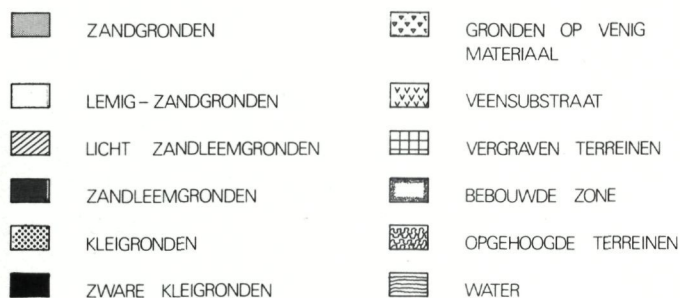 ZANDGRONDEN
LEMIG - ZANDGRONDEN
LICHT ZANDLEEMGRONDEN
ZANDLEEMGRONDEN
KLEIGRONDEN
ZWARE KLEIGRONDEN
GRONDEN OP VENIG
MATERIAAL
VEENSUBSTRAAT
VERGRAVEN TERREINEN
BEBOUWDE ZONE
OPGEHOOGDE TERREINEN
WATER